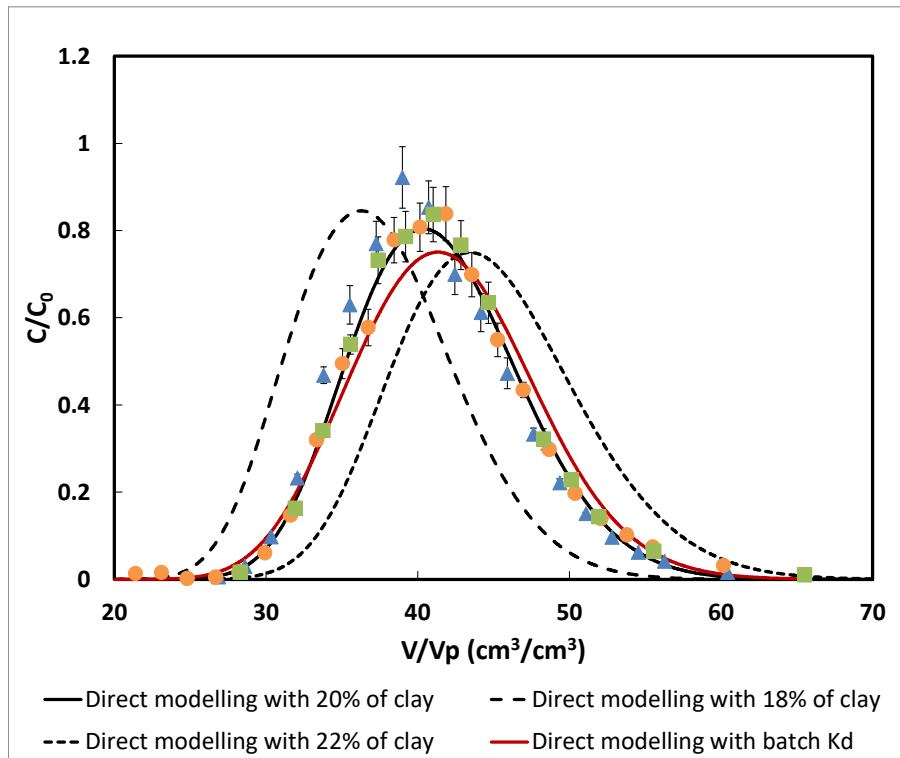 1.2
1
0.8
0.6
0.4
0.2
0
C/C₀
20 30 40 50 60 70
V/Vp (cm³/cm³)
Direct modelling with 20% of clay Direct modelling with 18% of clay
Direct modelling with 22% of clay Direct modelling with batch Kd